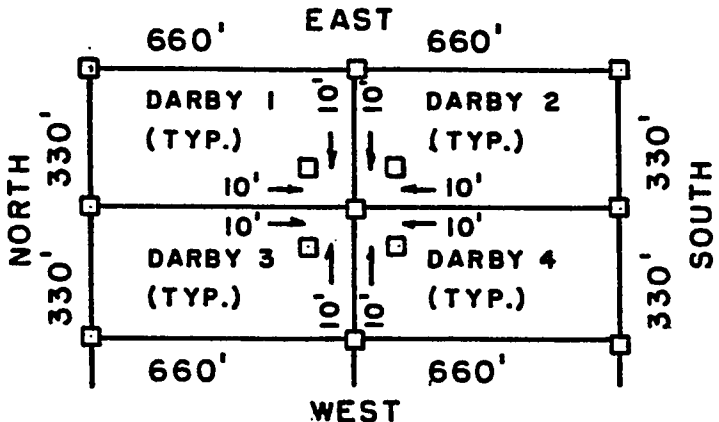 EAST
660' 660'
DARBY 1 10' 10' DARBY 2
(TYP.) (TYP.)
330' 330'
10' 10'
NORTH SOUTH
10' 10'
DARBY 3 DARBY 4
(TYP.) (TYP.)
330' 330'
10' 10'
660' 660'
WEST